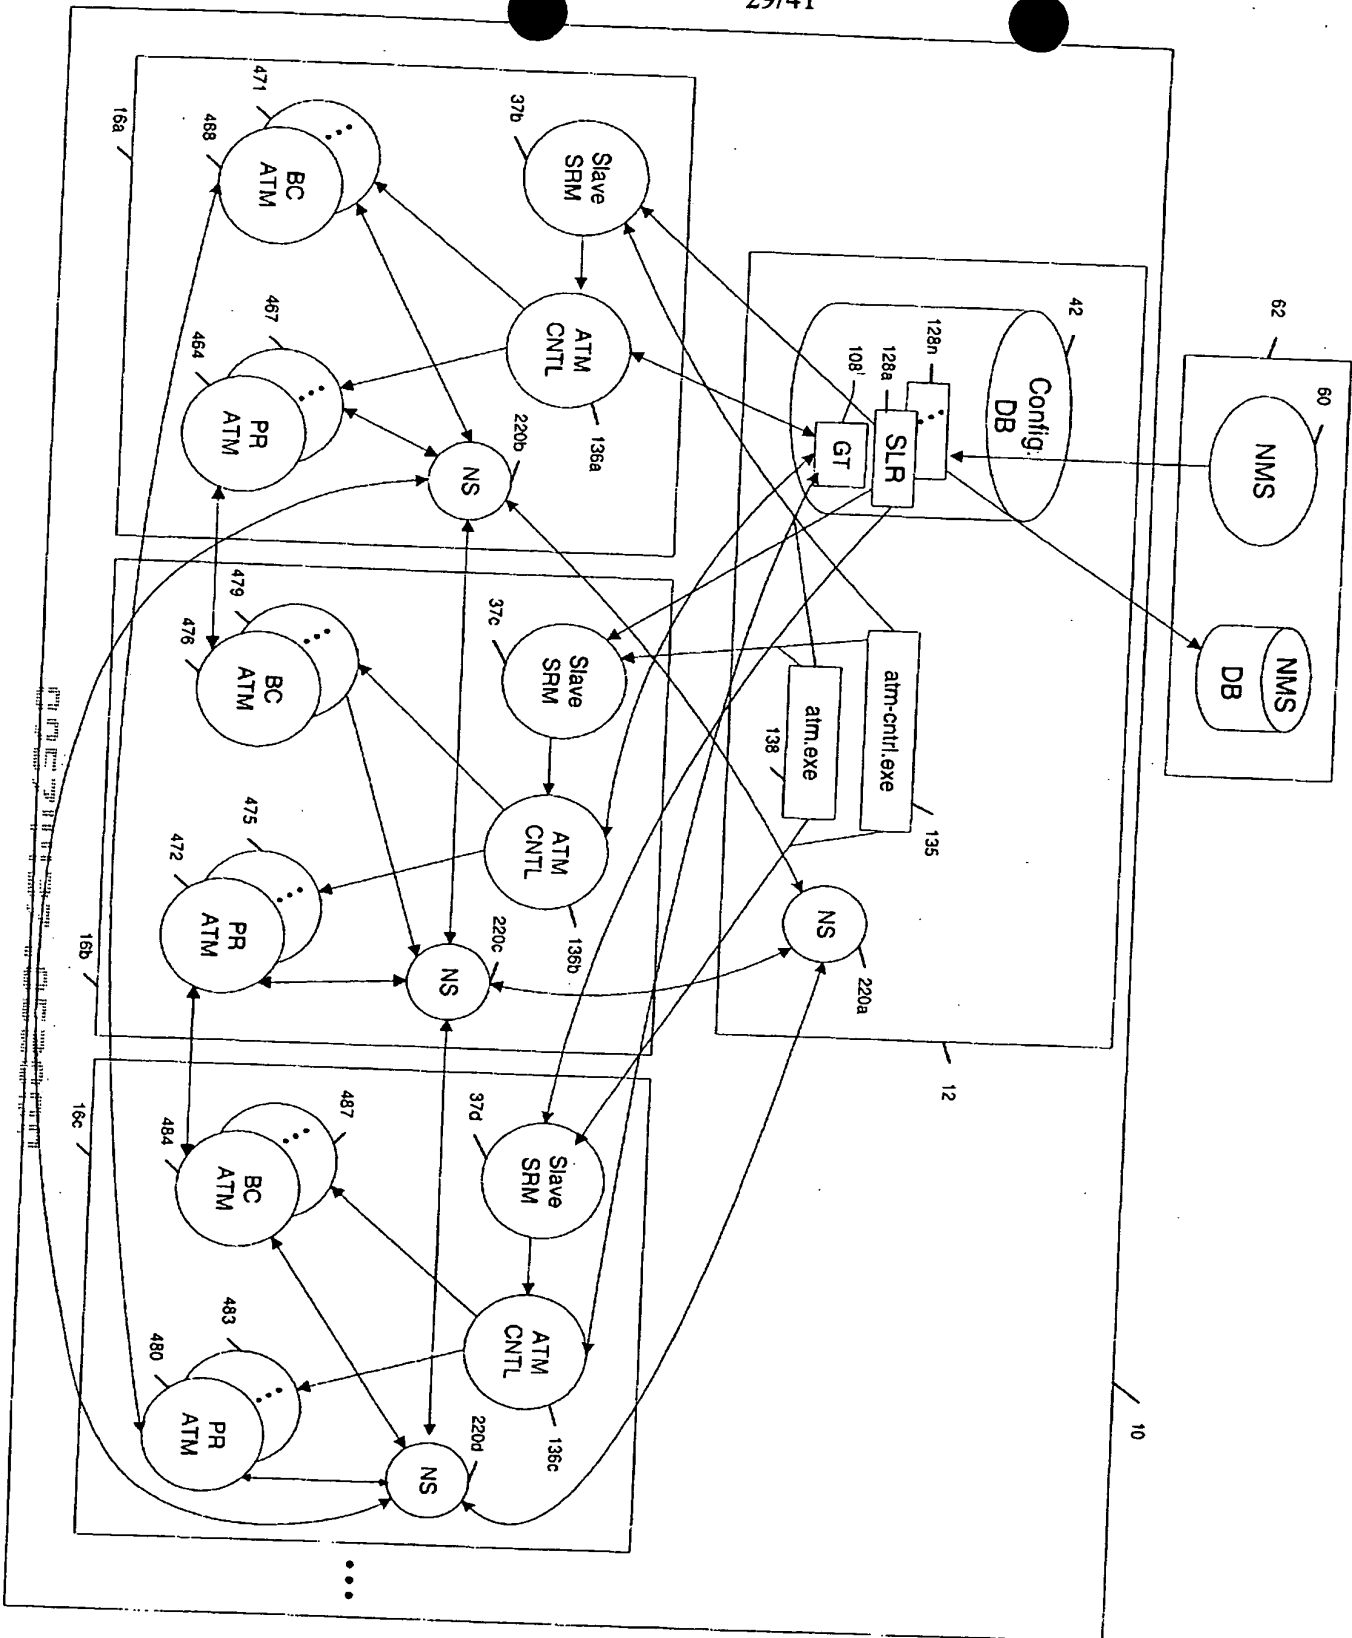 29/41
62
60
NMS
NMS
DB
10
12
42
Config.
DB
128n
128a
SLR
108'
GT
atm-cntrl.exe
135
atm.exe
138
NS
220a
16a
37b
Slave
SRM
ATM
CNTL
136a
471
468
BC
ATM
467
464
PR
ATM
NS
220b
16b
37c
Slave
SRM
ATM
CNTL
136b
479
476
BC
ATM
475
472
PR
ATM
NS
220c
16c
37d
Slave
SRM
ATM
CNTL
136c
487
484
BC
ATM
483
480
PR
ATM
NS
220d